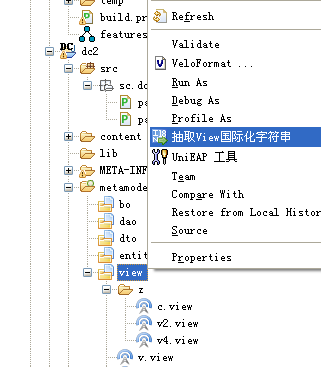 temp
build.pr
features
dc2
src
sc.do
pa
pa
content
lib
META-INF
metamode
bo
dao
dto
entit
view
z
c.view
v2.view
v4.view
v.view
Refresh
Validate
VeloFormat ...
Run As
Debug As
Profile As
抽取View国际化字符串
UniEAP 工具
Team
Compare With
Restore from Local Histor
Source
Properties